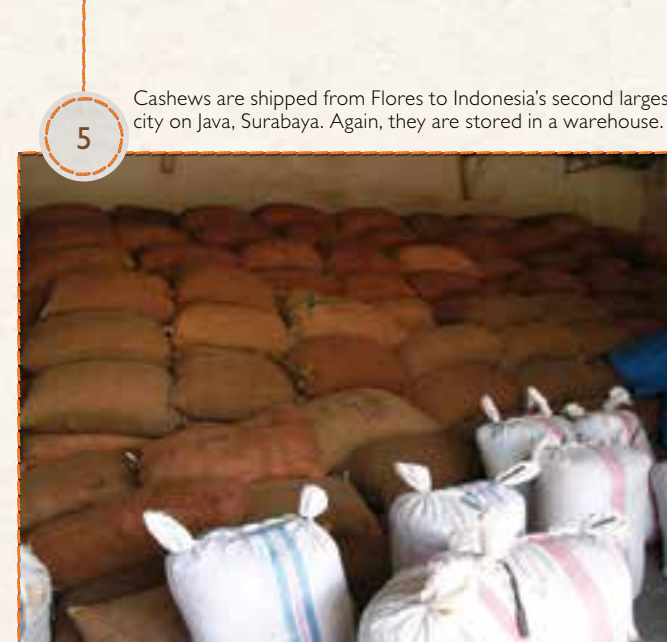 5
Cashews are shipped from Flores to Indonesia’s second larges
city on Java, Surabaya. Again, they are stored in a warehouse.